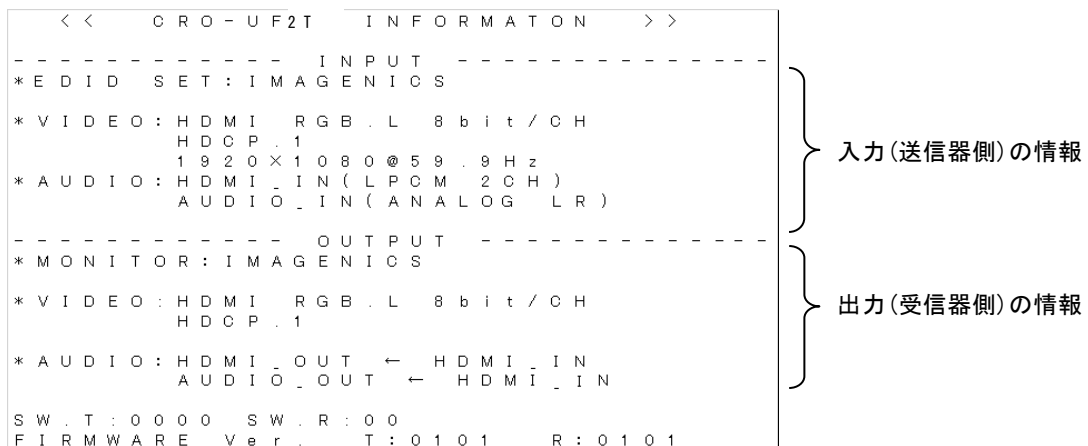 << CRO-UF2T INFORMATON >>
------------ INPUT --------------
*EDID SET:IMAGENICS
*VIDEO:HDMI RGB.L 8bit/CH
HDCP.1
1920×1080@59.9Hz
*AUDIO:HDMI_IN(LPCM 2CH)
AUDIO_IN(ANALOG LR)
入力(送信器側)の情報
------------ OUTPUT -------------
*MONITOR:IMAGENICS
*VIDEO:HDMI RGB.L 8bit/CH
HDCP.1
*AUDIO:HDMI_OUT ← HDMI_IN
AUDIO_OUT ← HDMI_IN
出力(受信器側)の情報
SW.T:0000 SW.R:00
FIRMWARE Ver. T:0101 R:0101